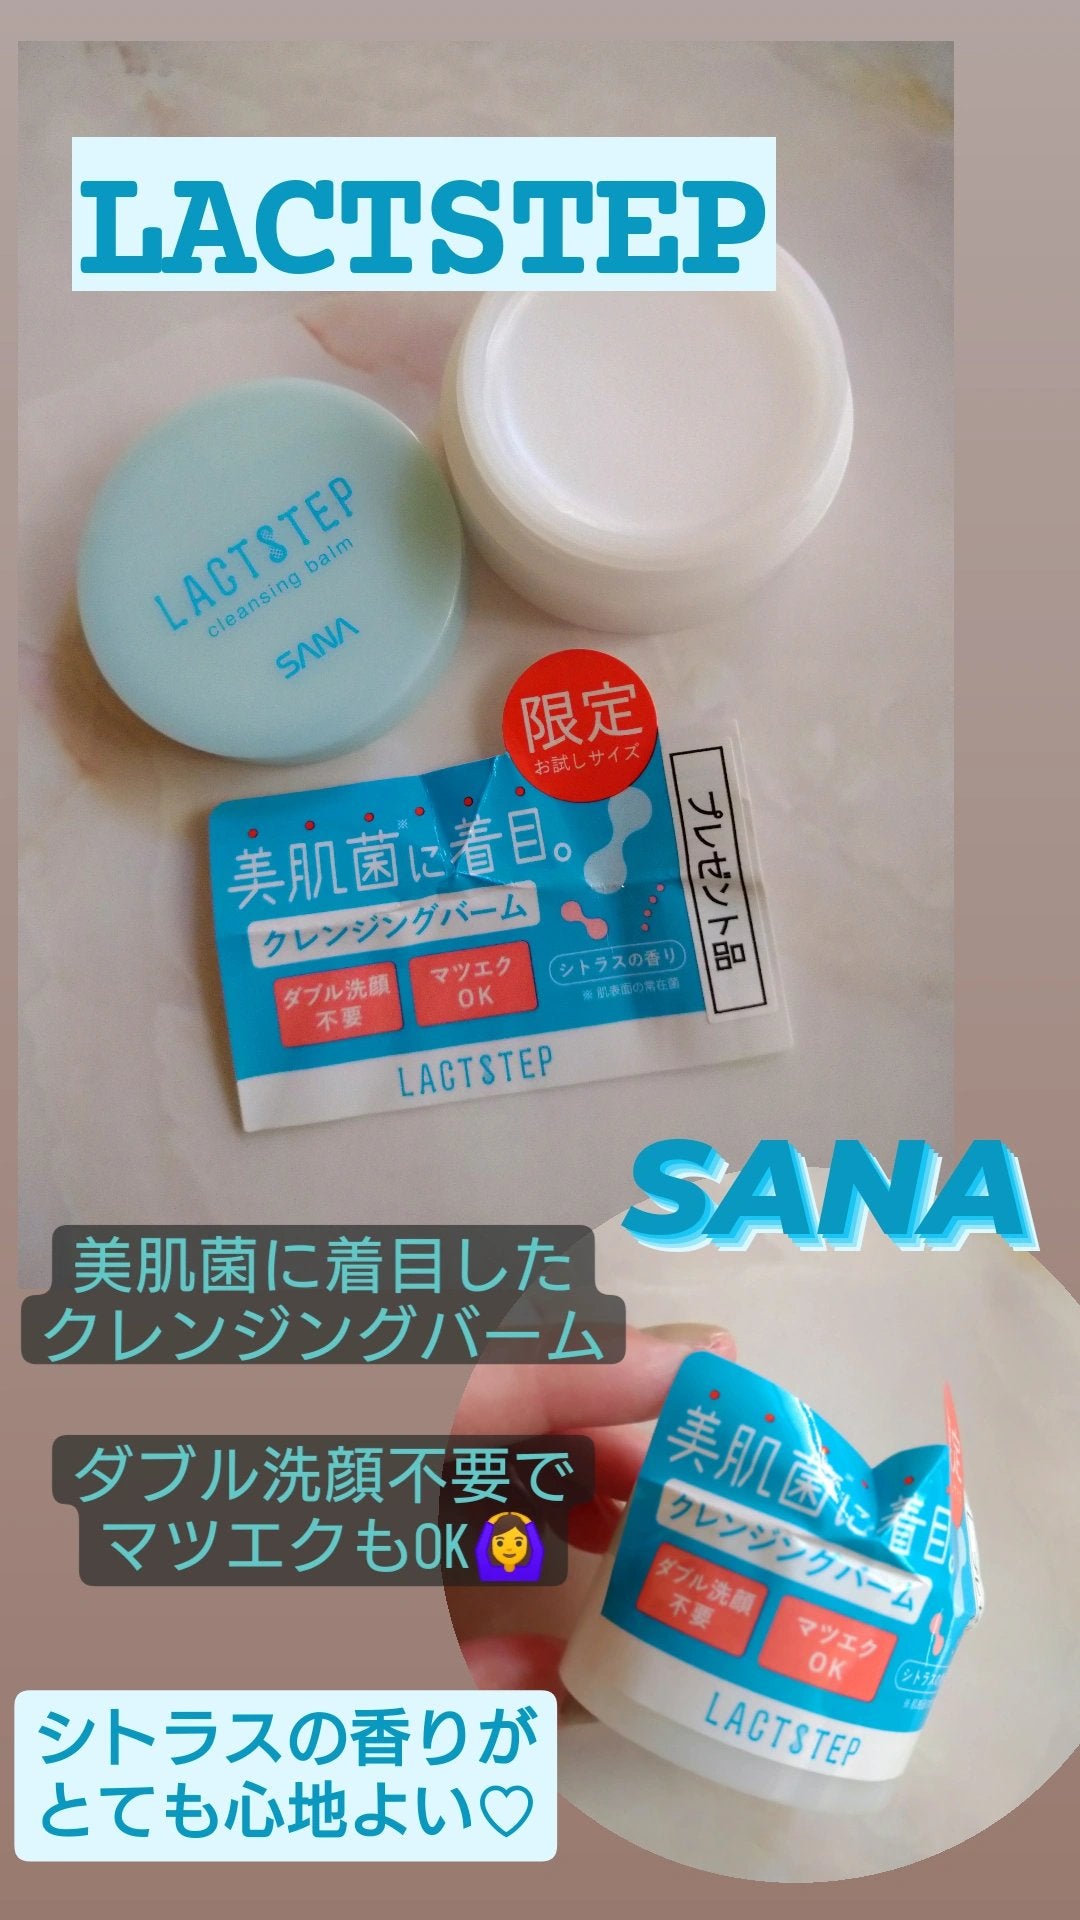 LACTSTEP
LACTSTEP
cleansing balm
SANA
限定
お試しサイズ
美肌菌※に着目。
クレンジングバーム
ダブル洗顔
不要
マツエク
OK
シトラスの香り
※ 肌表面の常在菌
プレゼント品
LACTSTEP
SANA
美肌菌に着目した
クレンジングバーム
ダブル洗顔不要で
マツエクもOK🙆‍♀️
美肌菌に着目。
クレンジングバーム
ダブル洗顔
不要
マツエク
OK
シトラス
LACTSTEP
シトラスの香りが
とても心地よい♡